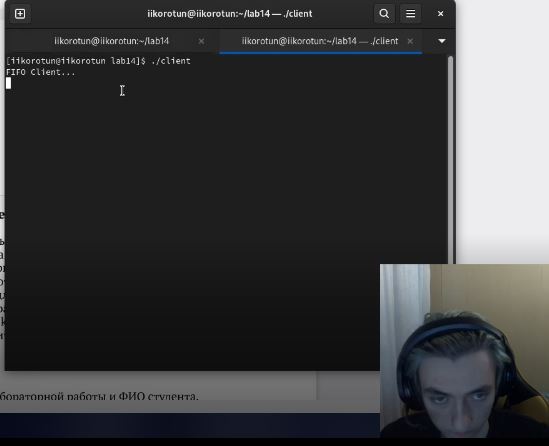 iikorotun@iikorotun:~/lab14 — ./client
iikorotun@iikorotun:~/lab14
iikorotun@iikorotun:~/lab14 — ./client
[iikorotun@iikorotun lab14]$ ./client
FIFO Client...
бораторной работы и ФИО студента.